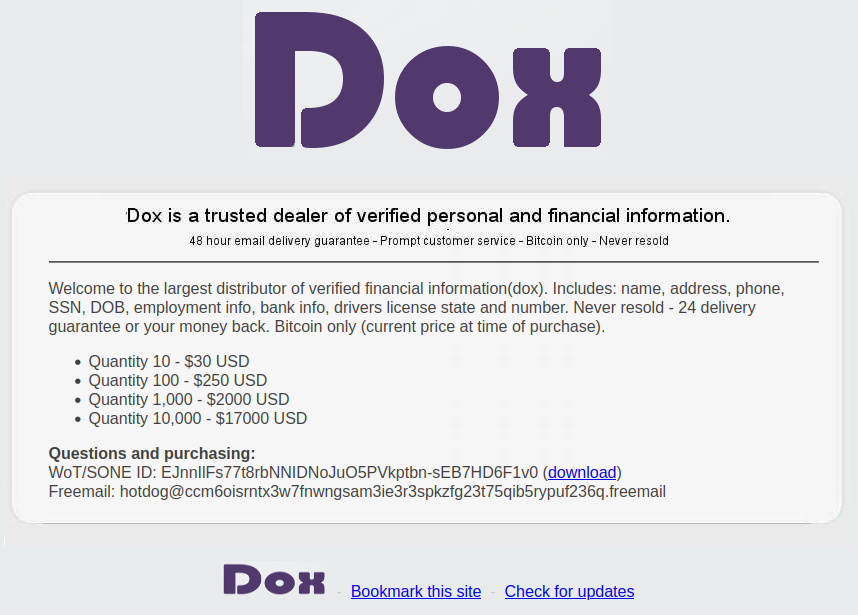 Dox
Dox is a trusted dealer of verified personal and financial information.
48 hour email delivery guarantee - Prompt customer service - Bitcoin only - Never resold
Welcome to the largest distributor of verified financial information(dox). Includes: name, address, phone,
SSN, DOB, employment info, bank info, drivers license state and number. Never resold - 24 delivery
guarantee or your money back. Bitcoin only (current price at time of purchase).
• Quantity 10 - $30 USD
• Quantity 100 - $250 USD
• Quantity 1,000 - $2000 USD
• Quantity 10,000 - $17000 USD
Questions and purchasing:
WoT/SONE ID: EJnnIlFs77t8rbNNIDNoJuO5PVkptbn-sEB7HD6F1v0 (download)
Freemail: hotdog@ccm6oisrntx3w7fnwngsam3ie3r3spkzfg23t75qib5rypuf236q.freemail
Dox - Bookmark this site - Check for updates